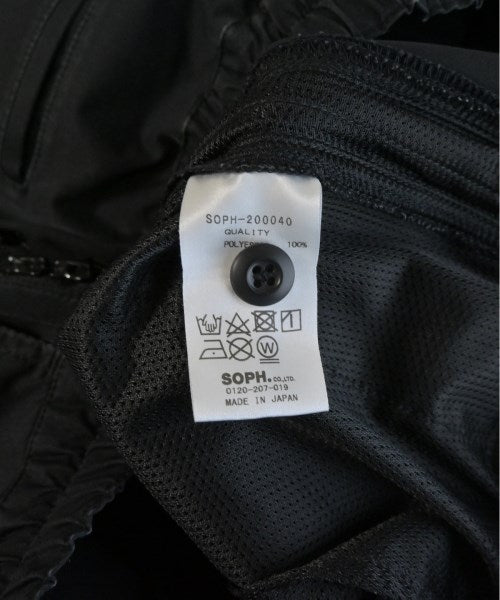 SOPH-200040
QUALITY
100%
SOPH. CO.,LTD.
0120-207-019
MADE IN JAPAN